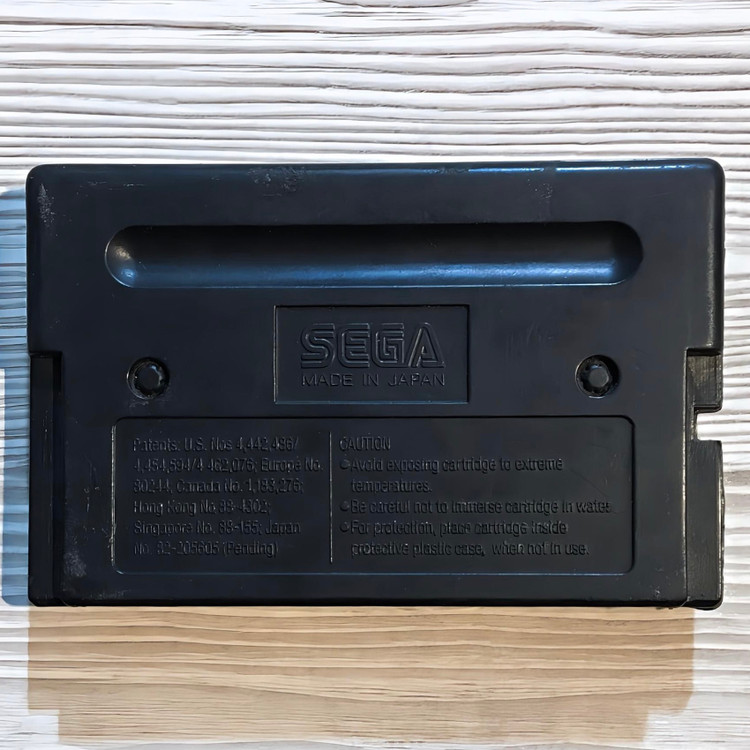 SEGA
MADE IN JAPAN
Patents: U.S. Nos 4,442,486/
4,454,594/4,462,076; Europe No.
80244; Canada No. 1,183,276;
Hong Kong No 88-4302;
Singapore No. 88-155; Japan
No. 82-205605 (Pending)
CAUTION
●Avoid exposing cartridge to extreme
temperatures.
●Be careful not to immerse cartridge in water.
●For protection, place cartridge inside
protective plastic case, when not in use.